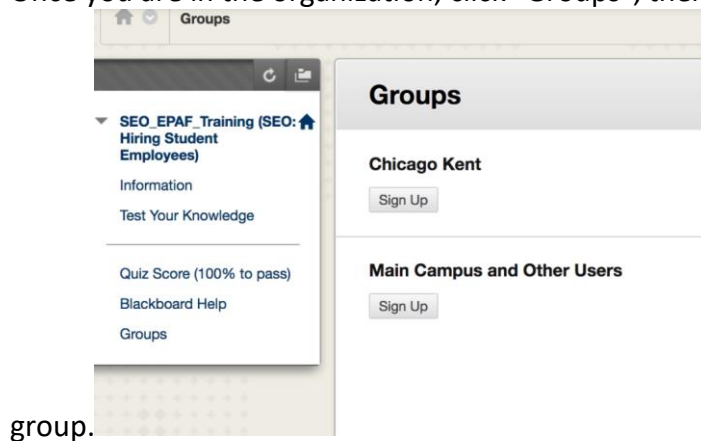 Once you are in the organization, click "Groups", then
Groups
SEO_EPAF_Training (SEO:
Hiring Student
Employees)
Information
Test Your Knowledge
Quiz Score (100% to pass)
Blackboard Help
Groups
Groups
Chicago Kent
Sign Up
Main Campus and Other Users
Sign Up
group.